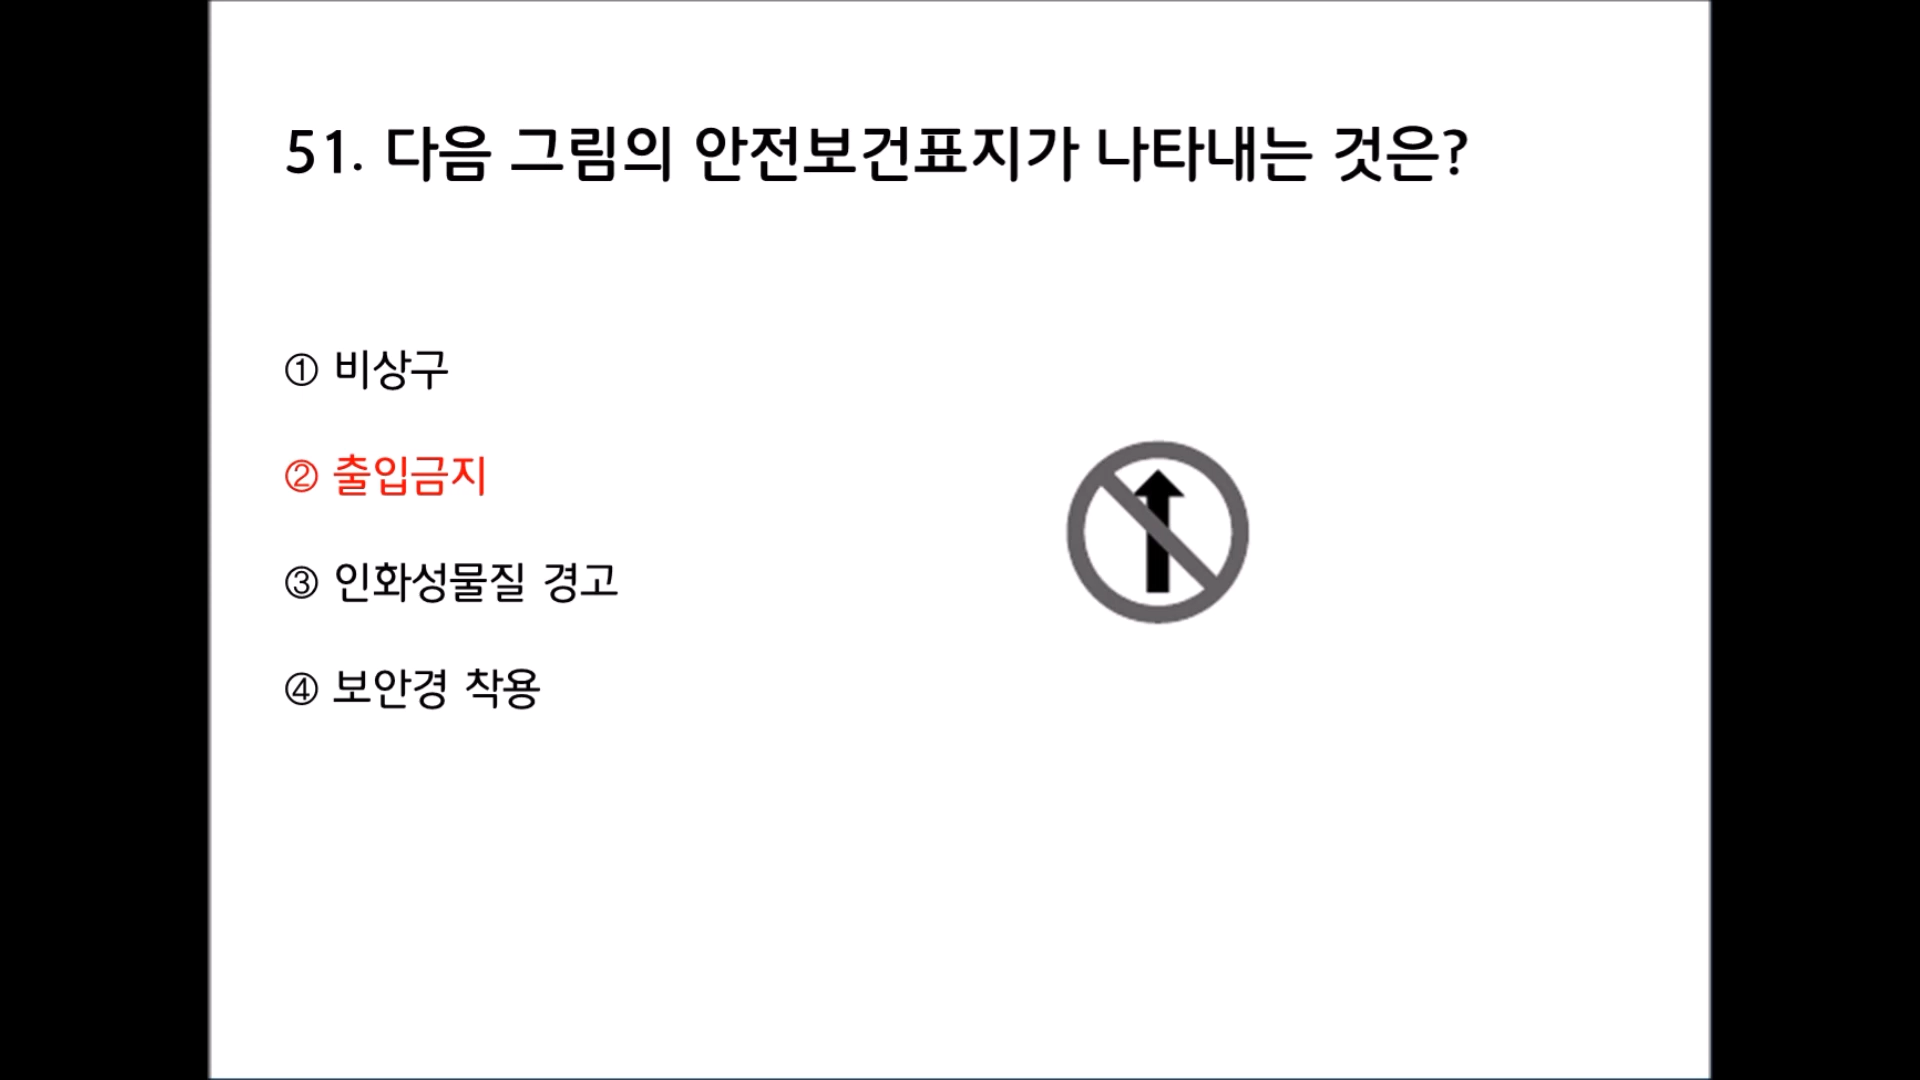 51. 다음 그림의 안전보건표지가 나타내는 것은?
① 비상구
② 출입금지
③ 인화성물질 경고
④ 보안경 착용